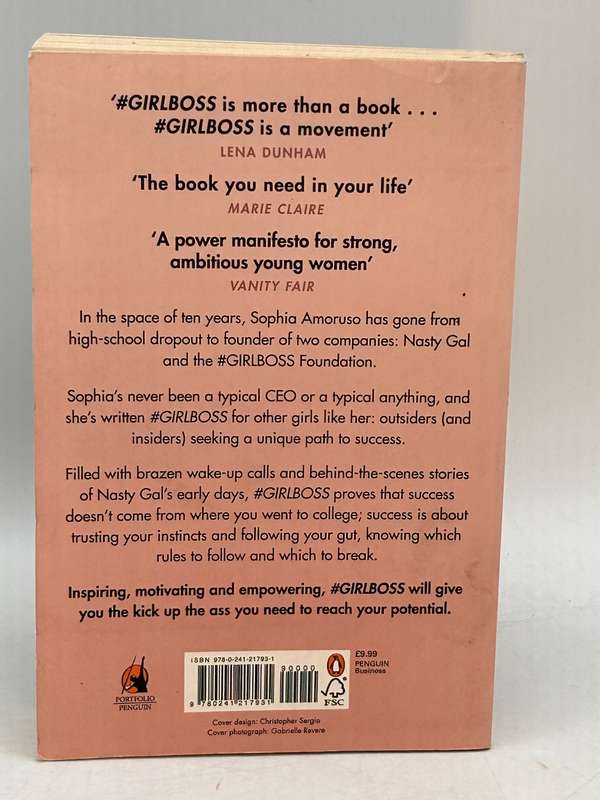 ‘#GIRLBOSS is more than a book . . .
#GIRLBOSS is a movement’
LENA DUNHAM
‘The book you need in your life’
MARIE CLAIRE
‘A power manifesto for strong,
ambitious young women’
VANITY FAIR
In the space of ten years, Sophia Amoruso has gone from
high-school dropout to founder of two companies: Nasty Gal
and the #GIRLBOSS Foundation.
Sophia’s never been a typical CEO or a typical anything, and
she’s written #GIRLBOSS for other girls like her: outsiders (and
insiders) seeking a unique path to success.
Filled with brazen wake-up calls and behind-the-scenes stories
of Nasty Gal’s early days, #GIRLBOSS proves that success
doesn’t come from where you went to college; success is about
trusting your instincts and following your gut, knowing which
rules to follow and which to break.
Inspiring, motivating and empowering, #GIRLBOSS will give
you the kick up the ass you need to reach your potential.
PORTFOLIO
PENGUIN
ISBN 978-0-241-21793-1
90000
9 780241 217931
FSC
£9.99
PENGUIN
Business
Cover design: Christopher Sergio
Cover photograph: Gabrielle Revere